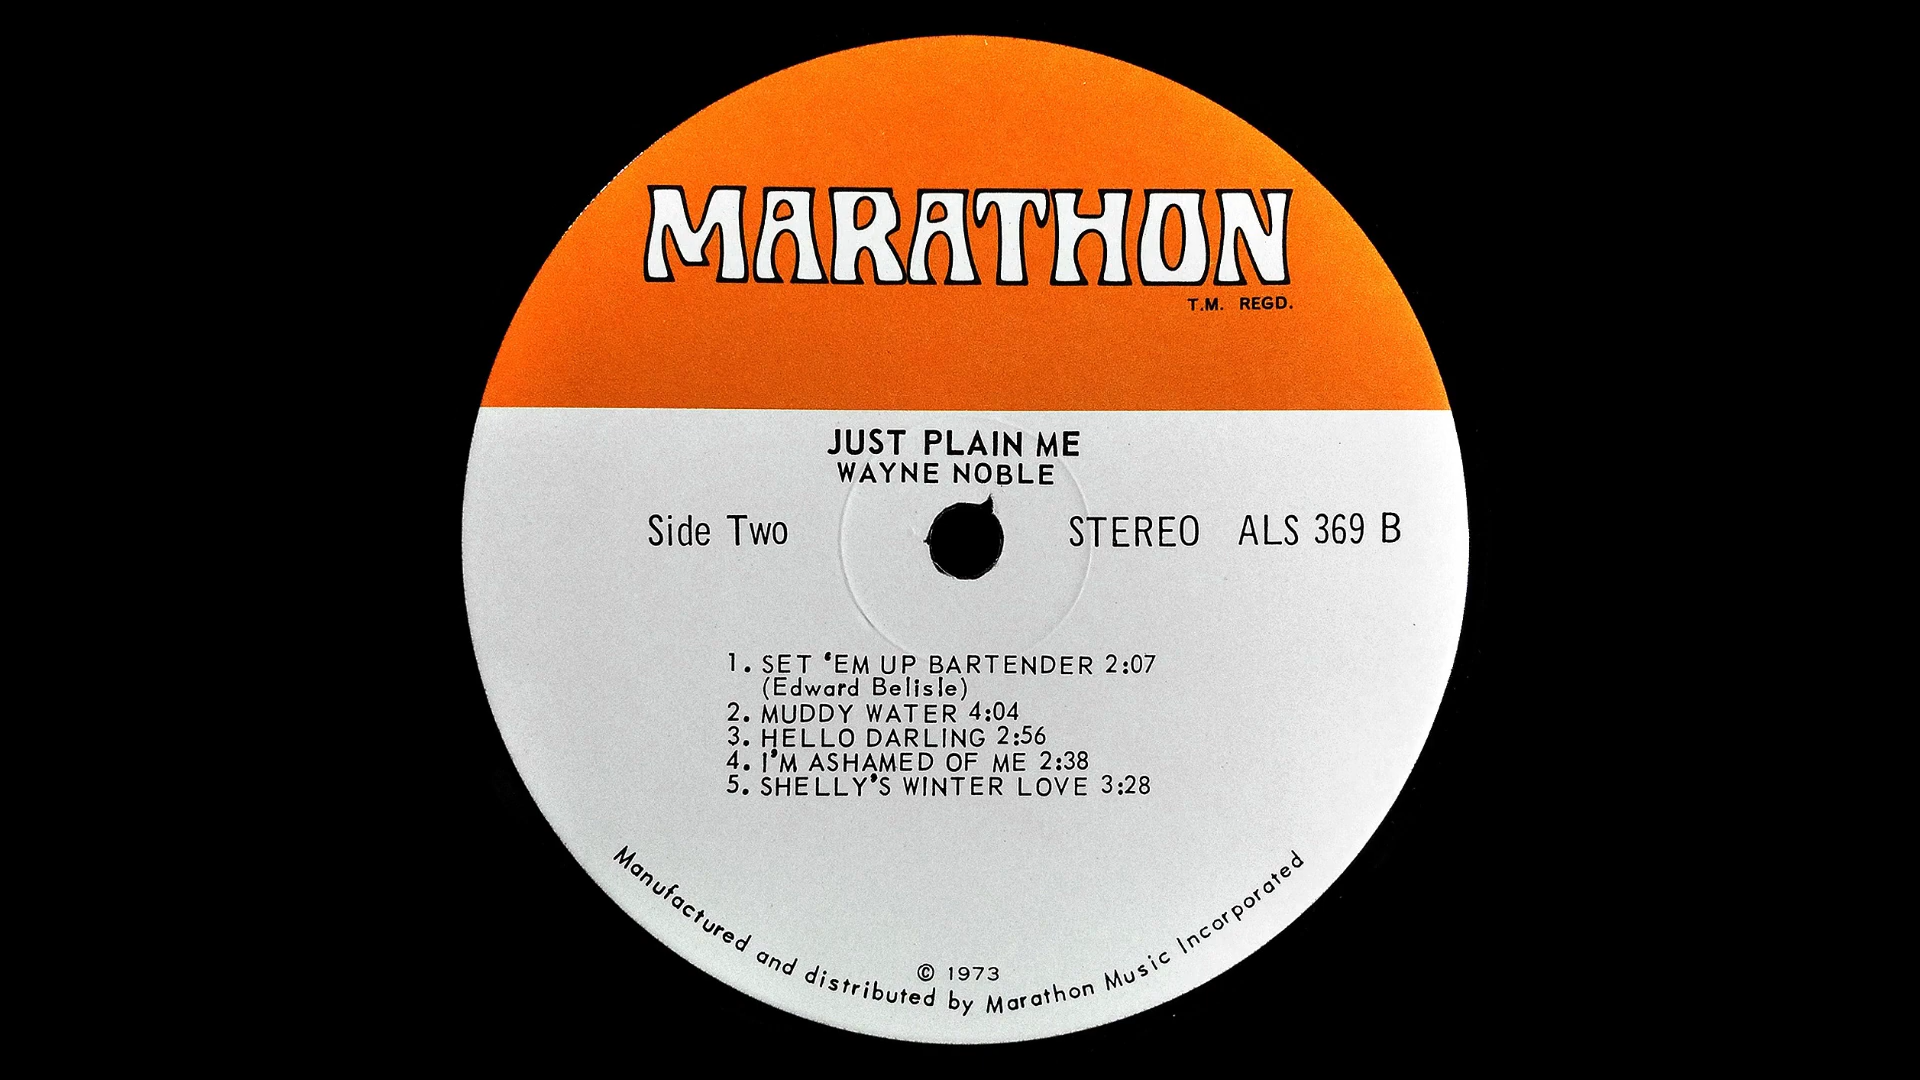 MARATHON
T.M. REGD.
JUST PLAIN ME
WAYNE NOBLE
Side Two
STEREO ALS 369 B
1. SET 'EM UP BARTENDER 2:07
(Edward Belisle)
2. MUDDY WATER 4:04
3. HELLO DARLING 2:56
4. I'M ASHAMED OF ME 2:38
5. SHELLY'S WINTER LOVE 3:28
© 1973
Manufactured and distributed by Marathon Music Incorporated